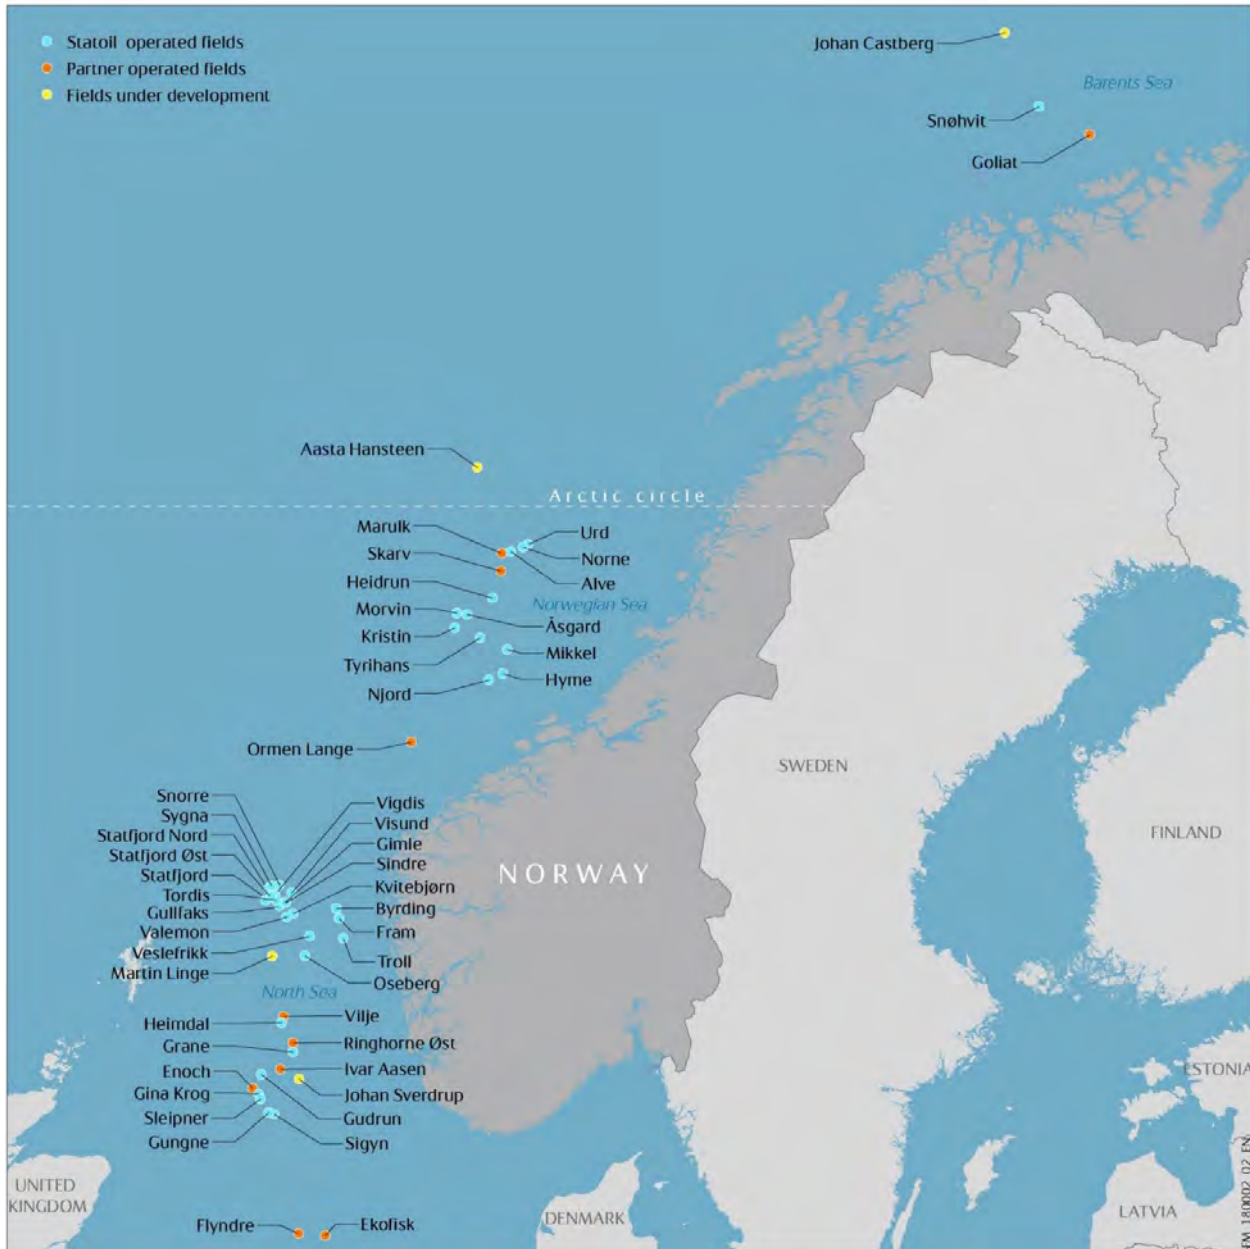 Statoil operated fields
Partner operated fields
Fields under development
Johan Castberg
Barents Sea
Snøhvit
Goliat
Aasta Hansteen
Arctic circle
Marulk
Urd
Skarv
Norne
Heidrun
Alve
Norwegian Sea
Morvin
Åsgard
Kristin
Mikkel
Tyrihans
Hyme
Njord
Ormen Lange
SWEDEN
FINLAND
NORWAY
Snorre
Vigdis
Sygna
Visund
Statfjord Nord
Gimle
Statfjord Øst
Sindre
Statfjord
Kvitebjørn
Tordis
Byrding
Gullfaks
Fram
Valemon
Troll
Veslefrikk
Oseberg
Martin Linge
North Sea
Vilje
Heimdal
Ringhorne Øst
Grane
Ivar Aasen
Enoch
Johan Sverdrup
Gina Krog
Gudrun
Sleipner
Sigyn
Gungne
ESTONIA
UNITED
KINGDOM
Flyndre
Ekofisk
DENMARK
LATVIA
FM_180002_02_EN